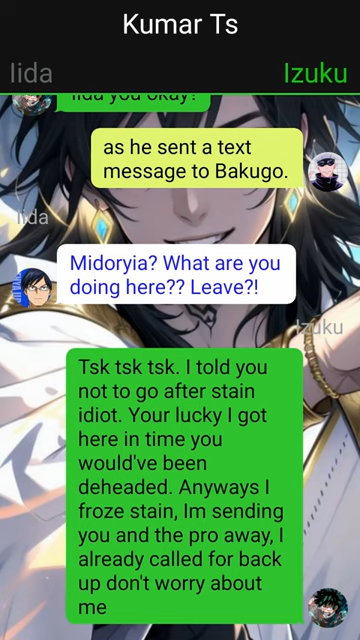 Kumar Ts
Iida
Izuku
Iida you okay?
as he sent a text
message to Bakugo.
Iida
Midoryia? What are you
doing here?? Leave?!
Izuku
Tsk tsk tsk. I told you
not to go after stain
idiot. Your lucky I got
here in time you
would've been
deheaded. Anyways I
froze stain, Im sending
you and the pro away, I
already called for back
up don't worry about
me